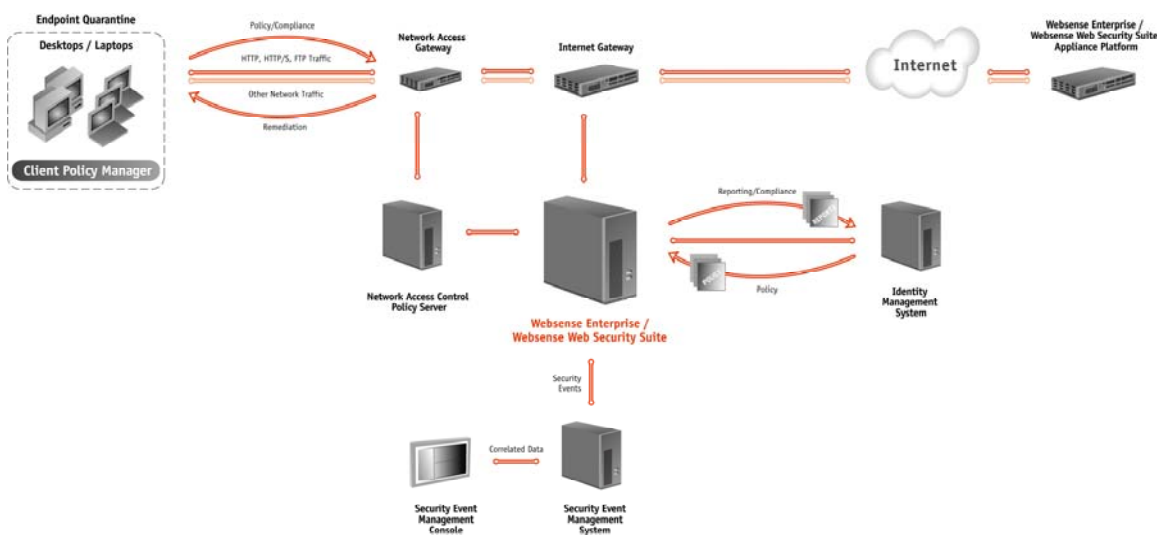 Endpoint Quarantine
Desktops / Laptops
Client Policy Manager
Policy/Compliance
HTTP, HTTP/S, FTP Traffic
Other Network Traffic
Remediation
Network Access
Gateway
Internet Gateway
Internet
Websense Enterprise /
Websense Web Security Suite
Appliance Platform
Network Access Control
Policy Server
Websense Enterprise /
Websense Web Security Suite
Reporting/Compliance
REPORTS
POLICY
Policy
Identity
Management
System
Security
Events
Correlated Data
Security Event
Management
Console
Security Event
Management
System